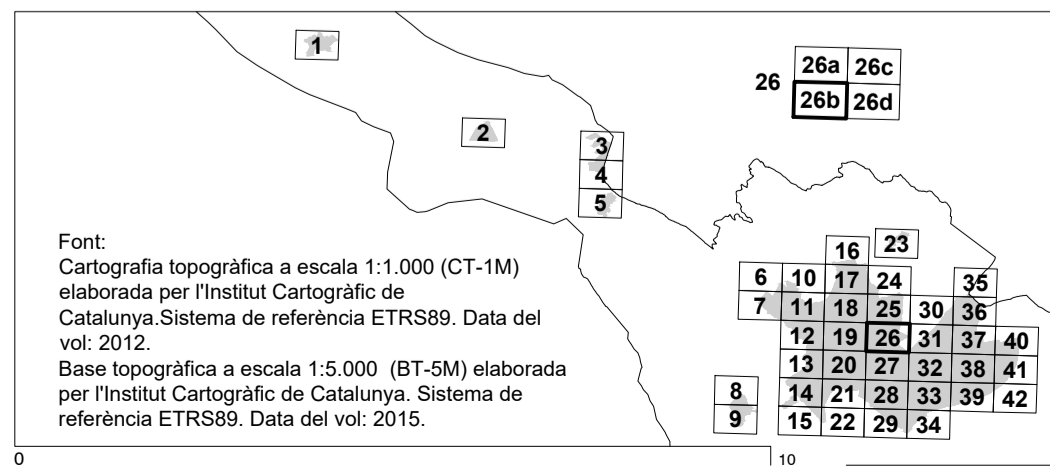 1
26a 26c
26
26b 26d
2
3
4
5
Font:
Cartografia topogràfica a escala 1:1.000 (CT-1M)
elaborada per l'Institut Cartogràfic de
Catalunya.Sistema de referència ETRS89. Data del
vol: 2012.
Base topogràfica a escala 1:5.000 (BT-5M) elaborada
per l'Institut Cartogràfic de Catalunya. Sistema de
referència ETRS89. Data del vol: 2015.
16 23
6 10 17 24 35
7 11 18 25 30 36
12 19 26 31 37 40
13 20 27 32 38 41
8 14 21 28 33 39 42
9 15 22 29 34
0 10